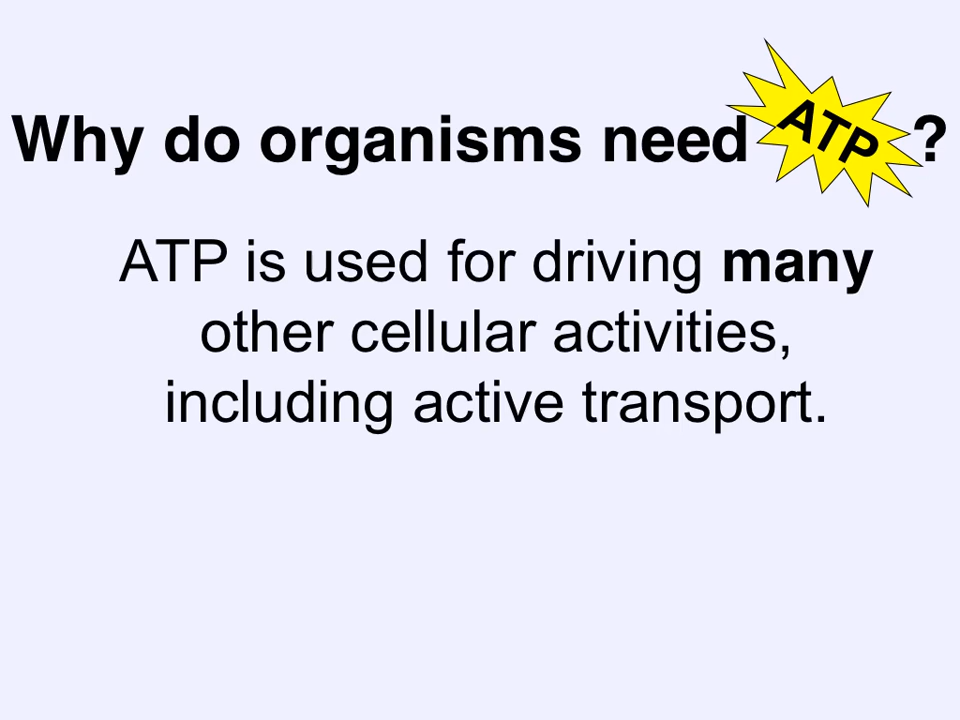 Why do organisms need ATP ?
ATP is used for driving many
other cellular activities,
including active transport.